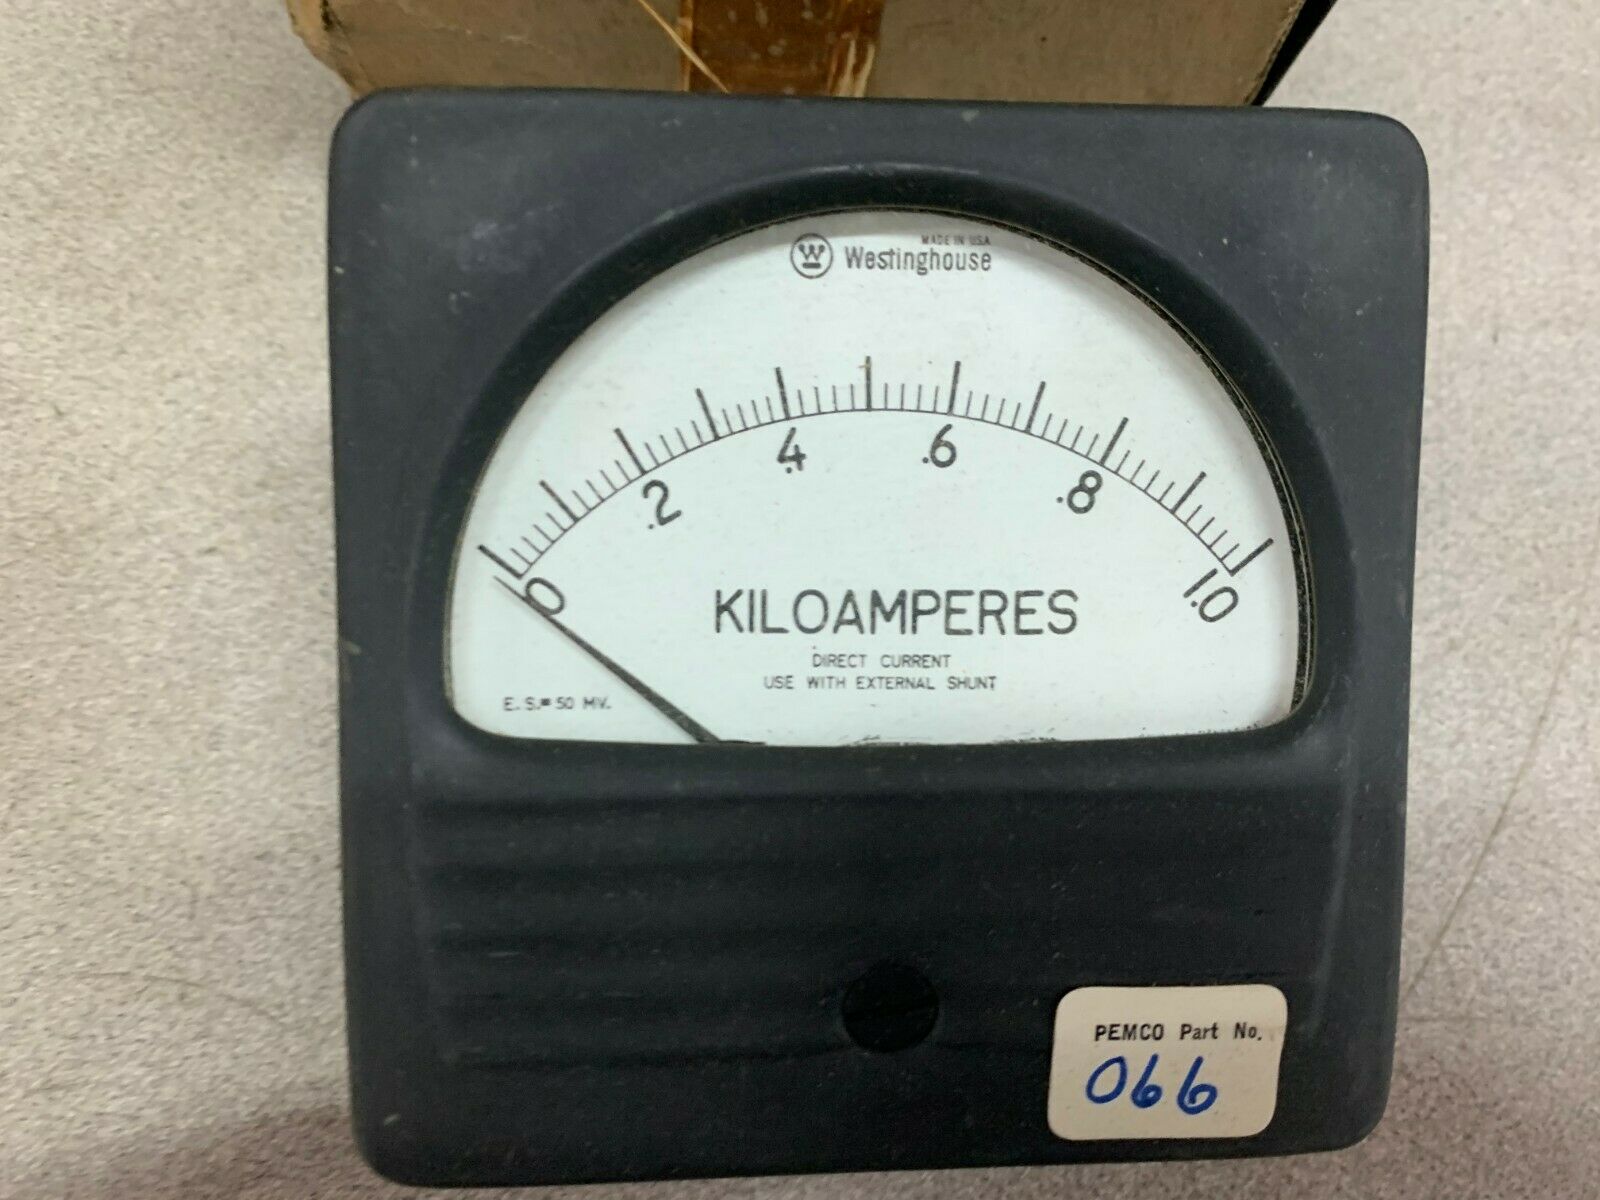 MADE IN USA
W Westinghouse
0 .2 .4 .6 .8 1.0
KILOAMPERES
DIRECT CURRENT
USE WITH EXTERNAL SHUNT
E. S.= 50 MV.
PEMCO Part No.
066